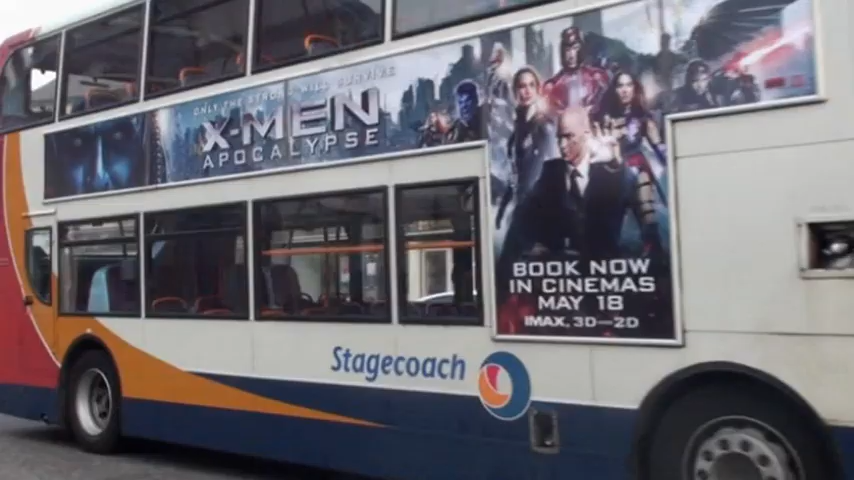 ONLY THE STRONG WILL SURVIVE
X-MEN
APOCALYPSE
BOOK NOW
IN CINEMAS
MAY 18
IMAX, 3D—2D
Stagecoach